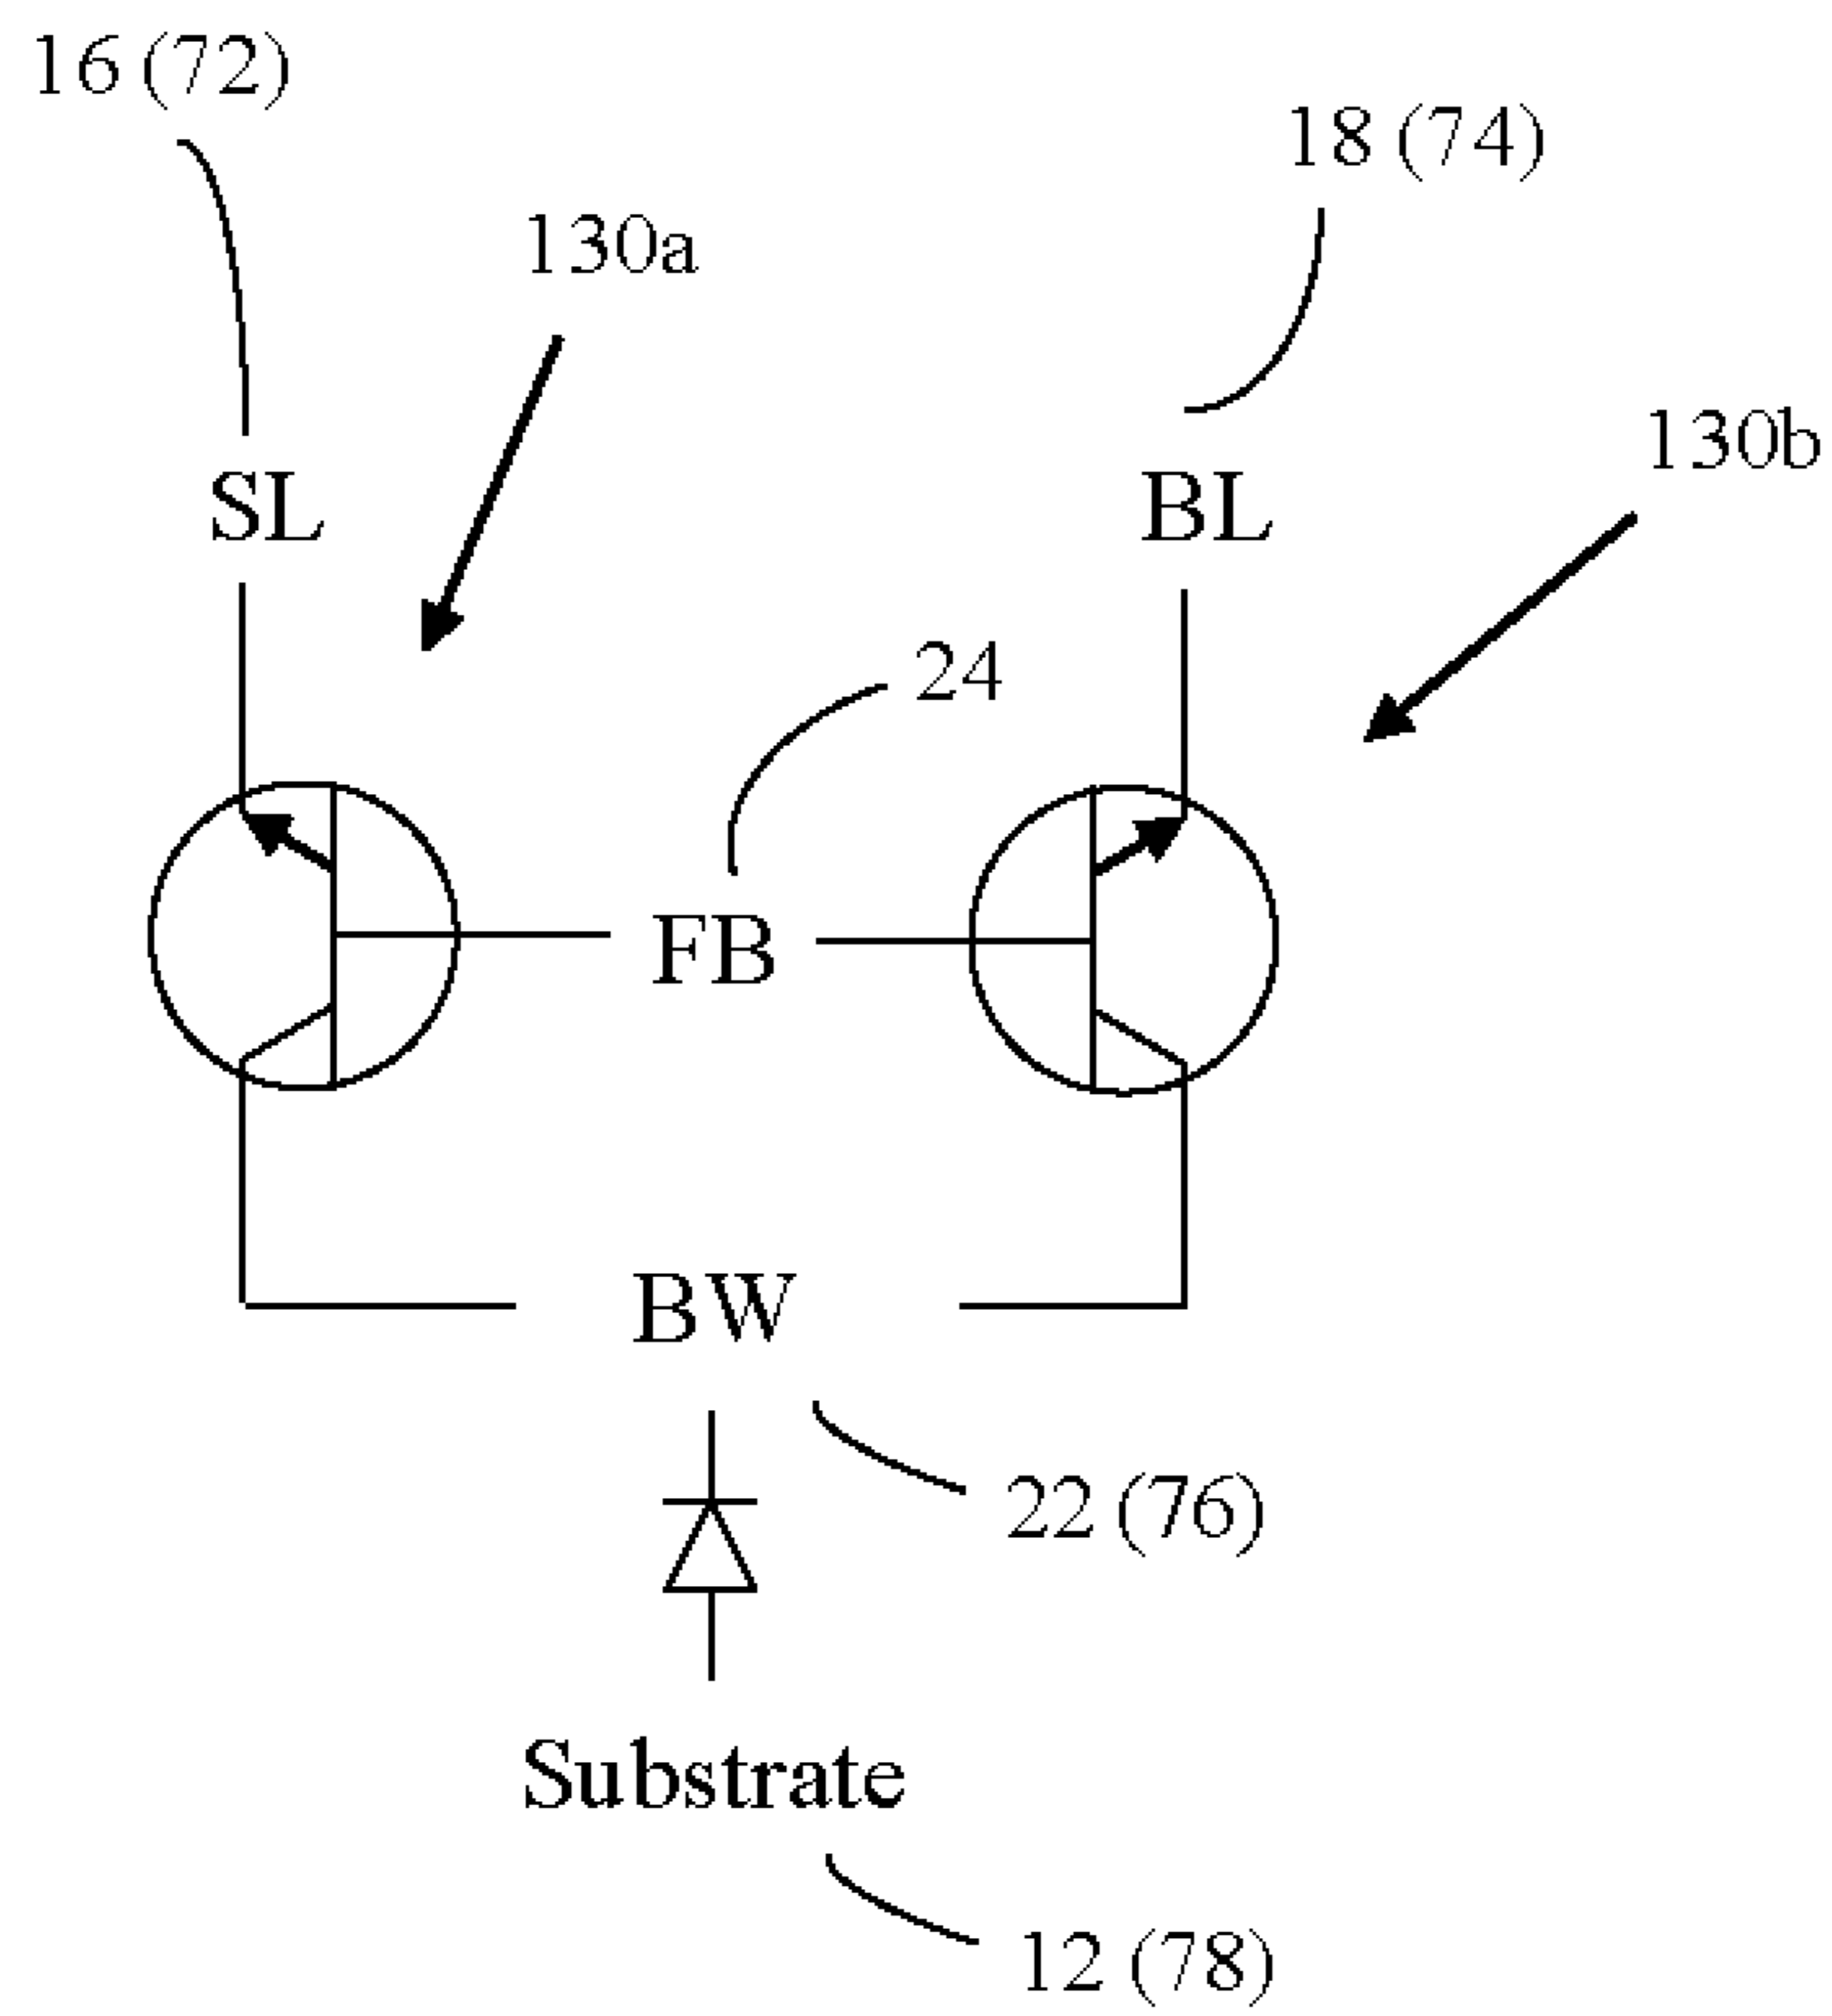 16 (72)
18 (74)
130a
130b
SL
BL
24
FB
BW
22 (76)
Substrate
12 (78)